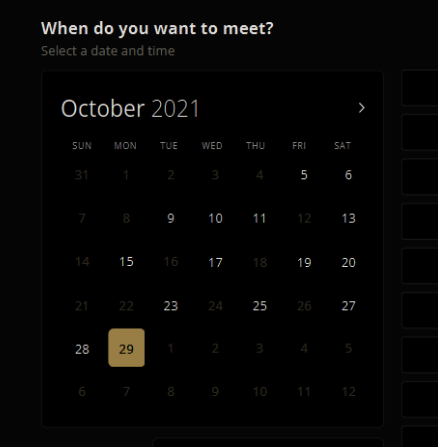 When do you want to meet?
Select a date and time
October 2021
SUN MON TUE WED THU FRI SAT
31 1 2 3 4 5 6
7 8 9 10 11 12 13
14 15 16 17 18 19 20
21 22 23 24 25 26 27
28 29 1 2 3 4 5
6 7 8 9 10 11 12